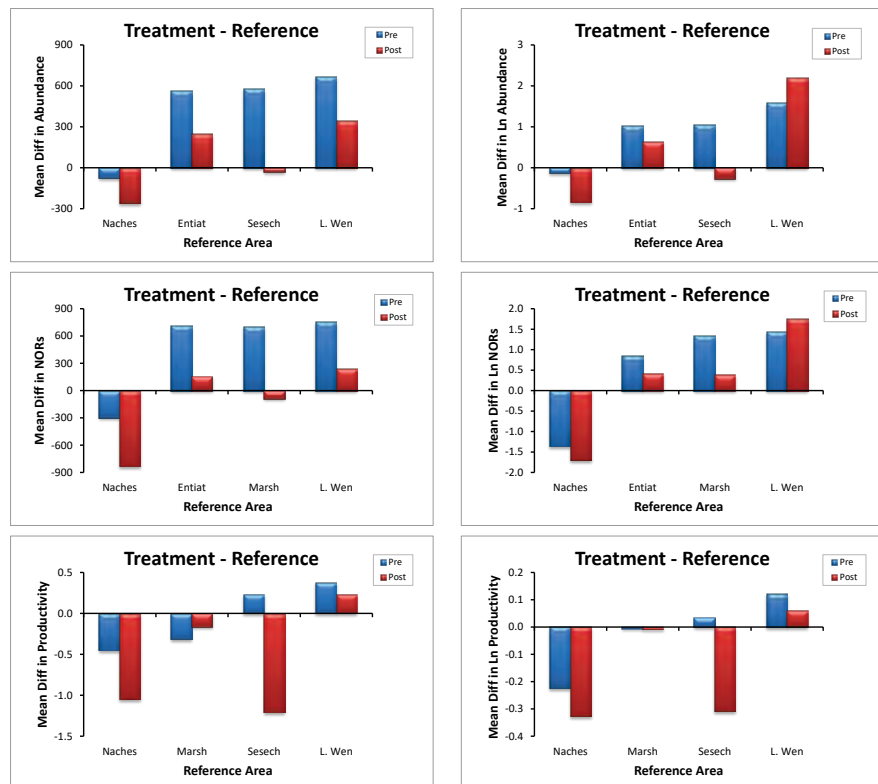 Treatment - Reference
Pre
Post
Mean Diff in Abundance
900
600
300
0
-300
Naches Entiat Sesech L. Wen
Reference Area
Treatment - Reference
Pre
Post
Mean Diff in Ln Abundance
3
2
1
0
-1
Naches Entiat Sesech L. Wen
Reference Area
Treatment - Reference
Pre
Post
Mean Diff in NORs
900
600
300
0
-300
-600
-900
Naches Entiat Marsh L. Wen
Reference Area
Treatment - Reference
Pre
Post
Mean Diff in Ln NORs
2.0
1.5
1.0
0.5
0.0
-0.5
-1.0
-1.5
-2.0
Naches Entiat Marsh L. Wen
Reference Area
Treatment - Reference
Pre
Post
Mean Diff in Productivity
0.5
0.0
-0.5
-1.0
-1.5
Naches Marsh Sesech L. Wen
Reference Area
Treatment - Reference
Pre
Post
Mean Diff in Ln Productivity
0.2
0.1
0.0
-0.1
-0.2
-0.3
-0.4
Naches Marsh Sesech L. Wen
Reference Area